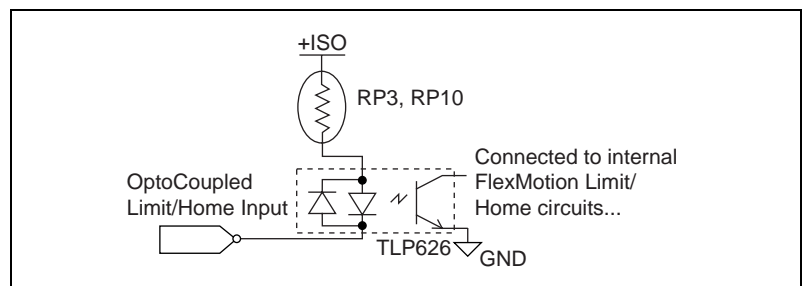 +ISO
RP3, RP10
OptoCoupled
Limit/Home Input
Connected to internal
FlexMotion Limit/
Home circuits...
TLP626
GND